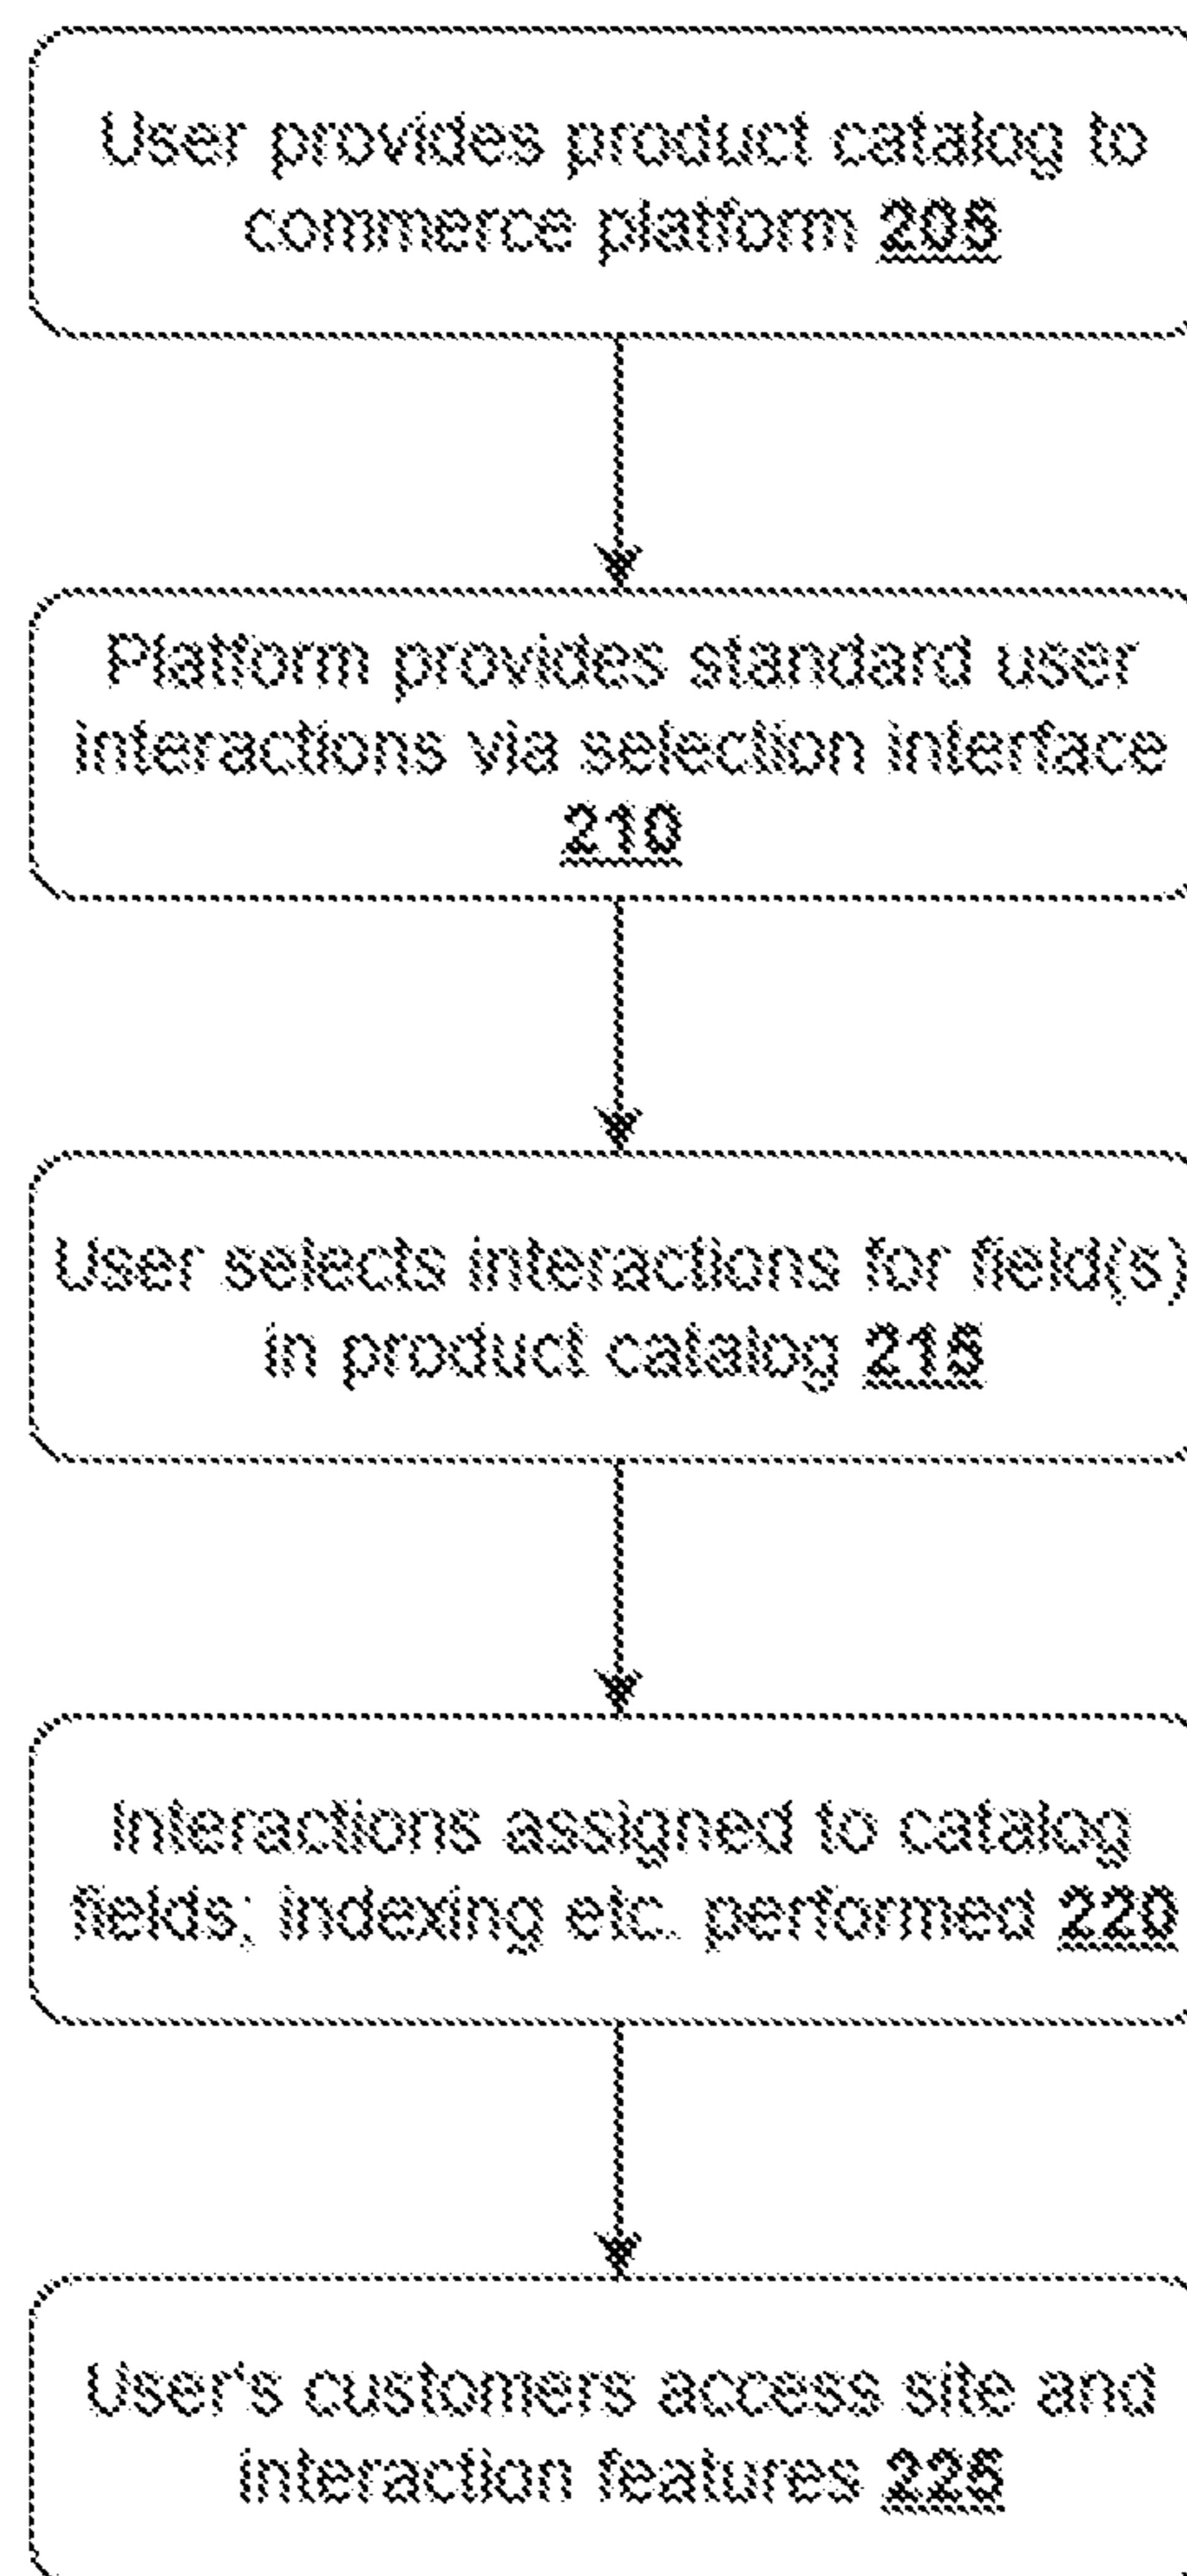 User provides product catalog to
commerce platform 205
Platform provides standard user
interactions via selection interface
210
User selects interactions for field(s)
in product catalog 215
Interactions assigned to catalog
fields; indexing etc. performed 220
User's customers access site and
interaction features 225